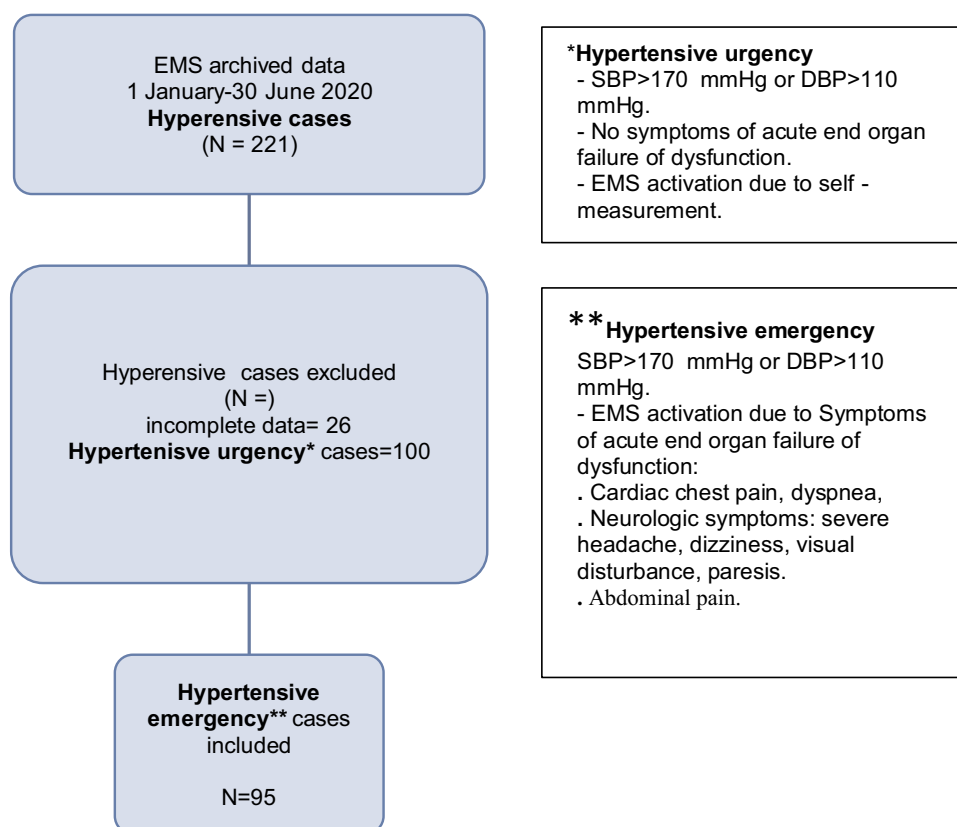 EMS archived data
1 January-30 June 2020
Hyperensive cases
(N = 221)
Hyperensive cases excluded
(N =)
incomplete data= 26
Hypertenisve urgency* cases=100
Hypertensive
emergency** cases
included
N=95
*Hypertensive urgency
- SBP>170 mmHg or DBP>110
mmHg.
- No symptoms of acute end organ
failure of dysfunction.
- EMS activation due to self -
measurement.
**Hypertensive emergency
SBP>170 mmHg or DBP>110
mmHg.
- EMS activation due to Symptoms
of acute end organ failure of
dysfunction:
. Cardiac chest pain, dyspnea,
. Neurologic symptoms: severe
headache, dizziness, visual
disturbance, paresis.
. Abdominal pain.